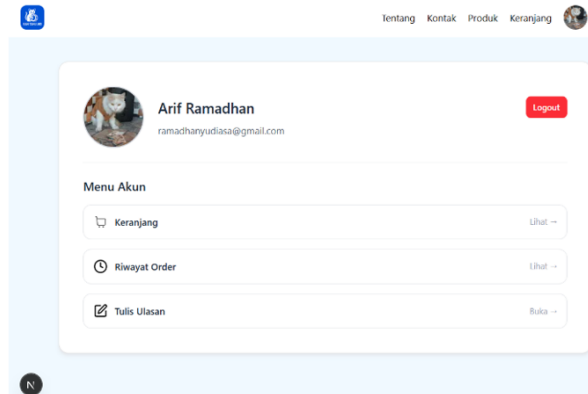 Tentang Kontak Produk Keranjang
Arif Ramadhan
ramadhanyudiasa@gmail.com
Logout
Menu Akun
Keranjang
Lihat →
Riwayat Order
Lihat →
Tulis Ulasan
Buka →
N